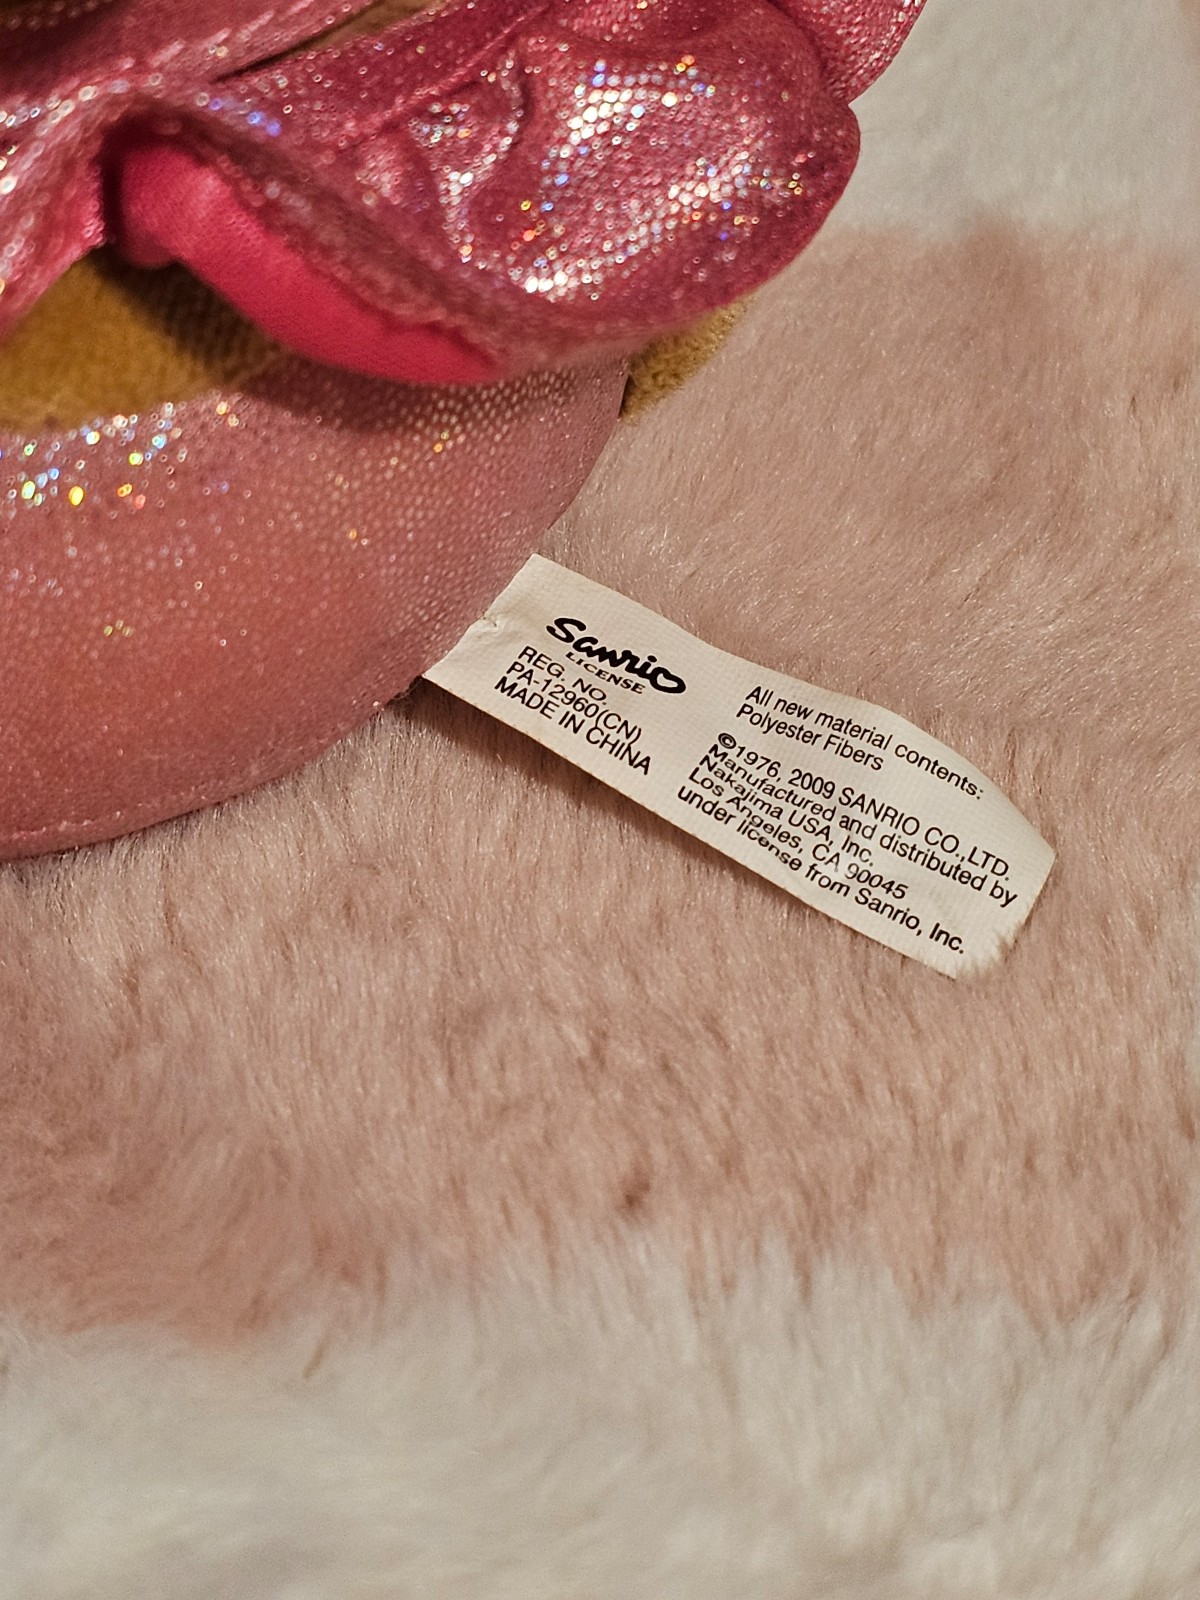 Sanrio
LICENSE
REG. NO.
PA-12960(CN)
MADE IN CHINA
All new material contents:
Polyester Fibers
©1976, 2009 SANRIO CO.,LTD.
Manufactured and distributed by
Nakajima USA, Inc.
Los Angeles, CA 90045
under license from Sanrio, Inc.